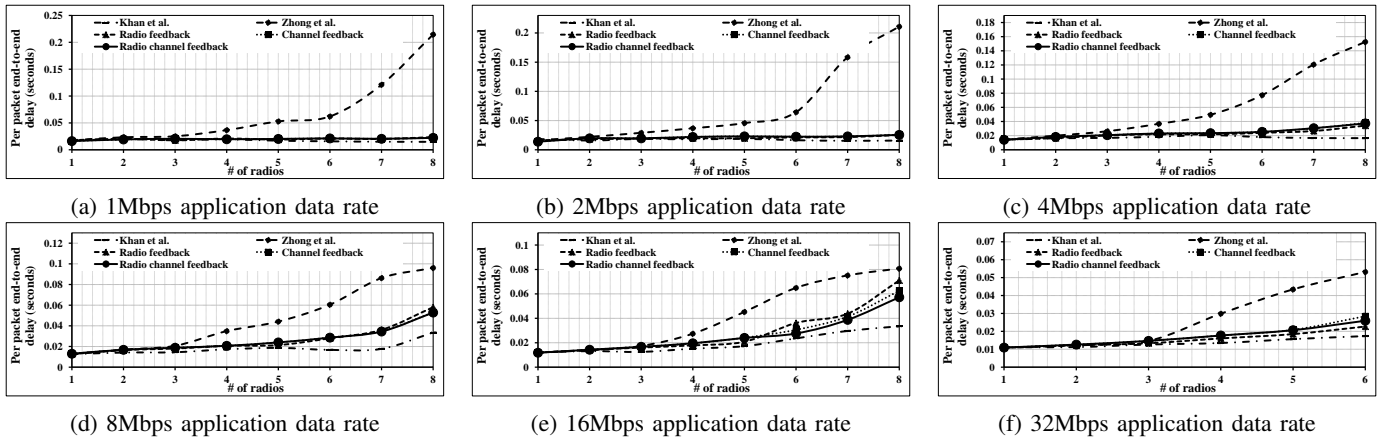 Per packet end-to-end
delay (seconds)
Khan et al.
Zhong et al.
Radio feedback
Channel feedback
Radio channel feedback
0.25
0.2
0.15
0.1
0.05
0
1 2 3 4 5 6 7 8
# of radios
(a) 1Mbps application data rate
Per packet end-to-end
delay (seconds)
Khan et al.
Zhong et al.
Radio feedback
Channel feedback
Radio channel feedback
0.2
0.15
0.1
0.05
0
1 2 3 4 5 6 7 8
# of radios
(b) 2Mbps application data rate
Per packet end-to-end
delay (seconds)
Khan et al.
Zhong et al.
Radio feedback
Channel feedback
Radio channel feedback
0.18
0.16
0.14
0.12
0.1
0.08
0.06
0.04
0.02
0
1 2 3 4 5 6 7 8
# of radios
(c) 4Mbps application data rate
Per packet end-to-end
delay (seconds)
Khan et al.
Zhong et al.
Radio feedback
Channel feedback
Radio channel feedback
0.12
0.1
0.08
0.06
0.04
0.02
0
1 2 3 4 5 6 7 8
# of radios
(d) 8Mbps application data rate
Per packet end-to-end
delay (seconds)
Khan et al.
Zhong et al.
Radio feedback
Channel feedback
Radio channel feedback
0.1
0.08
0.06
0.04
0.02
0
1 2 3 4 5 6 7 8
# of radios
(e) 16Mbps application data rate
Per packet end-to-end
delay (seconds)
Khan et al.
Zhong et al.
Radio feedback
Channel feedback
Radio channel feedback
0.07
0.06
0.05
0.04
0.03
0.02
0.01
0
1 2 3 4 5 6
# of radios
(f) 32Mbps application data rate